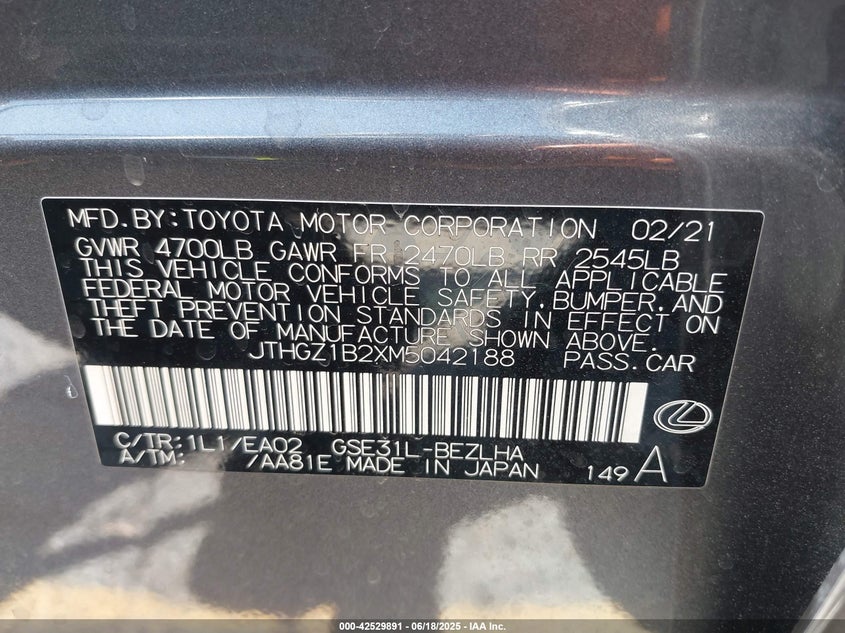 MFD.BY:TOYOTA MOTOR CORPORATION 02/21
GVWR 4700LB GAWR FR 2470LB RR 2545LB
THIS VEHICLE CONFORMS TO ALL APPLICABLE
FEDERAL MOTOR VEHICLE SAFETY,BUMPER,AND
THEFT PREVENTION STANDARDS IN EFFECT ON
THE DATE OF MANUFACTURE SHOWN ABOVE.
JTHGZ1B2XM5042188 PASS.CAR
C/TR:1L1/EA02 GSE31L-BEZLHA
A/TM: /AA81E MADE IN JAPAN 149 A
000-42529891 - 06/18/2025 - IAA Inc.